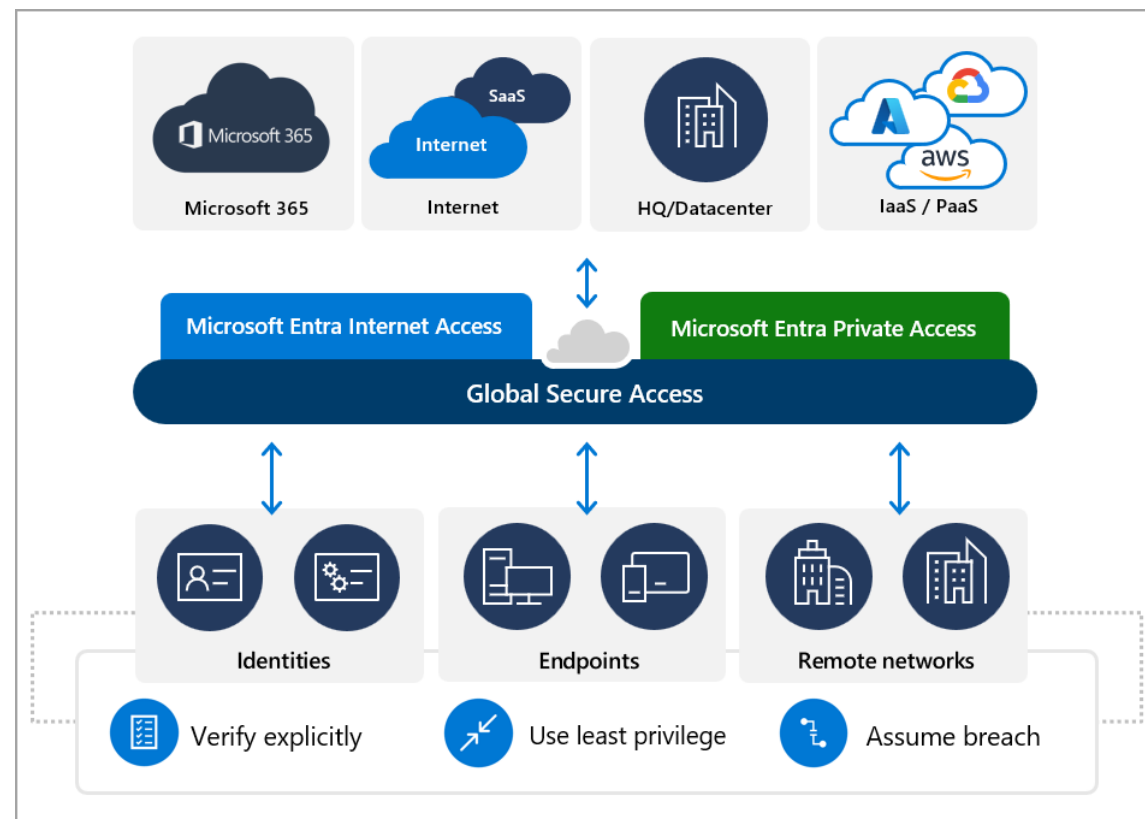 Microsoft 365
SaaS
Internet
aws
Microsoft 365
Internet
HQ/Datacenter
IaaS / PaaS
Microsoft Entra Internet Access
Microsoft Entra Private Access
Global Secure Access
Identities
Endpoints
Remote networks
Verify explicitly
Use least privilege
Assume breach